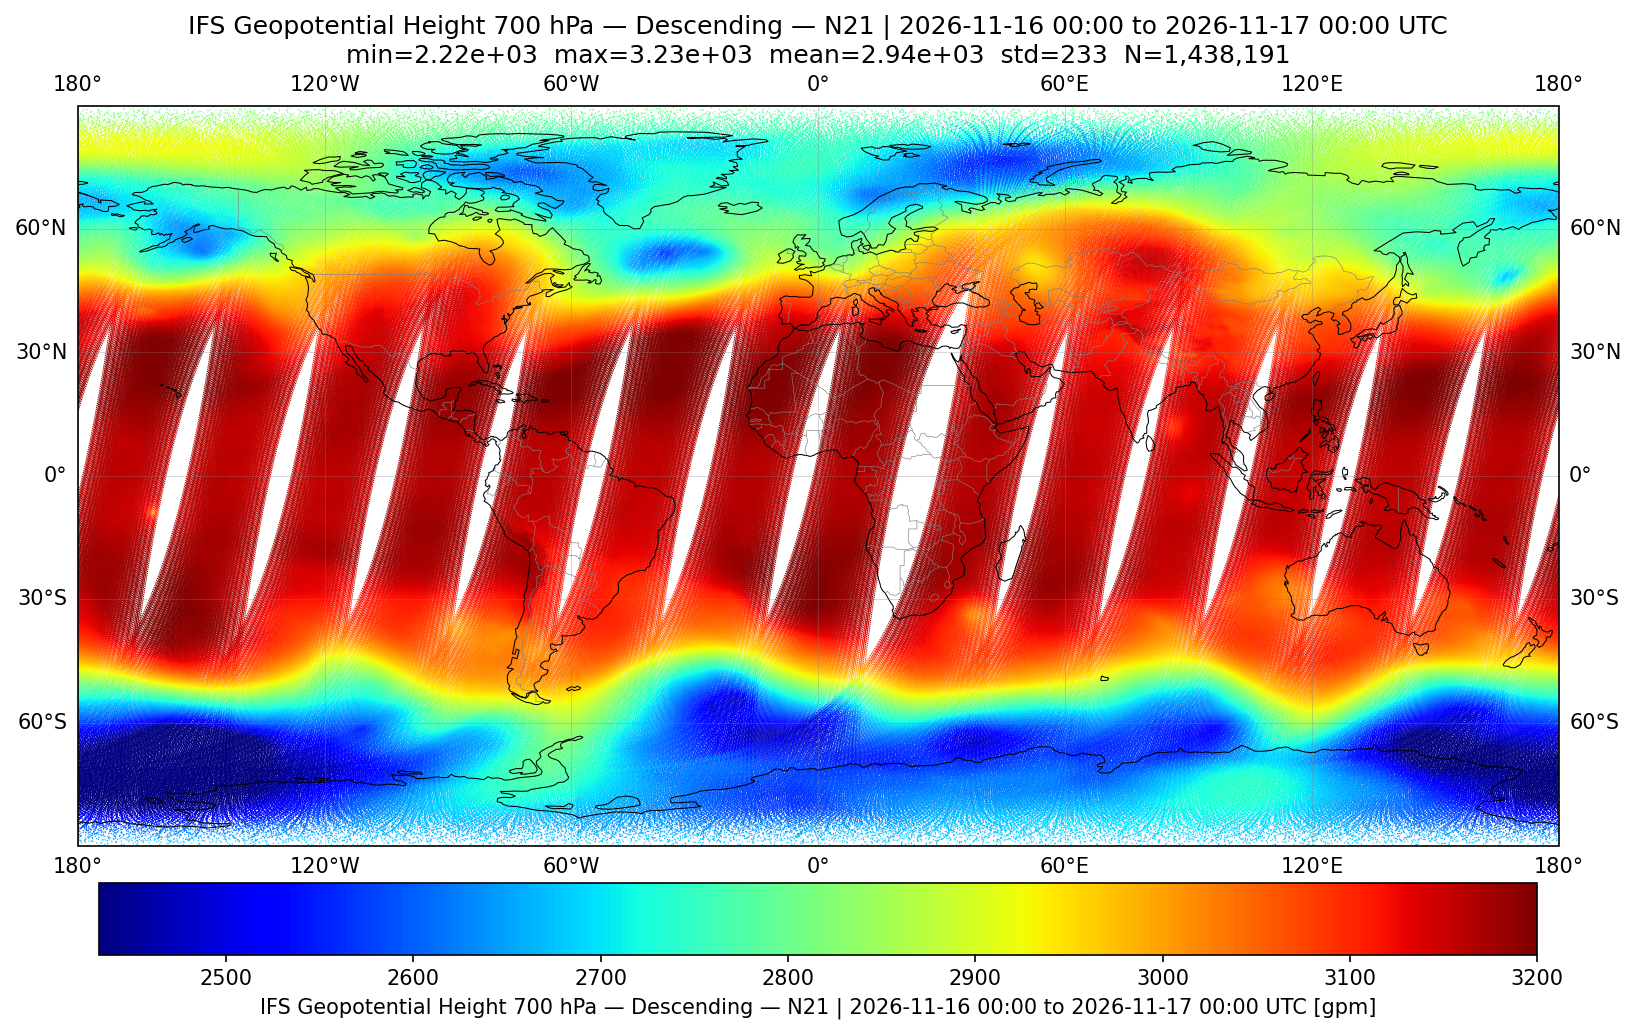 IFS Geopotential Height 700 hPa — Descending — N21 | 2026-11-16 00:00 to 2026-11-17 00:00 UTC
min=2.22e+03 max=3.23e+03 mean=2.94e+03 std=233 N=1,438,191
180° 120°W 60°W 0° 60°E 120°E 180°
60°N 60°N
30°N 30°N
0° 0°
30°S 30°S
60°S 60°S
180° 120°W 60°W 0° 60°E 120°E 180°
2500 2600 2700 2800 2900 3000 3100 3200
IFS Geopotential Height 700 hPa — Descending — N21 | 2026-11-16 00:00 to 2026-11-17 00:00 UTC [gpm]